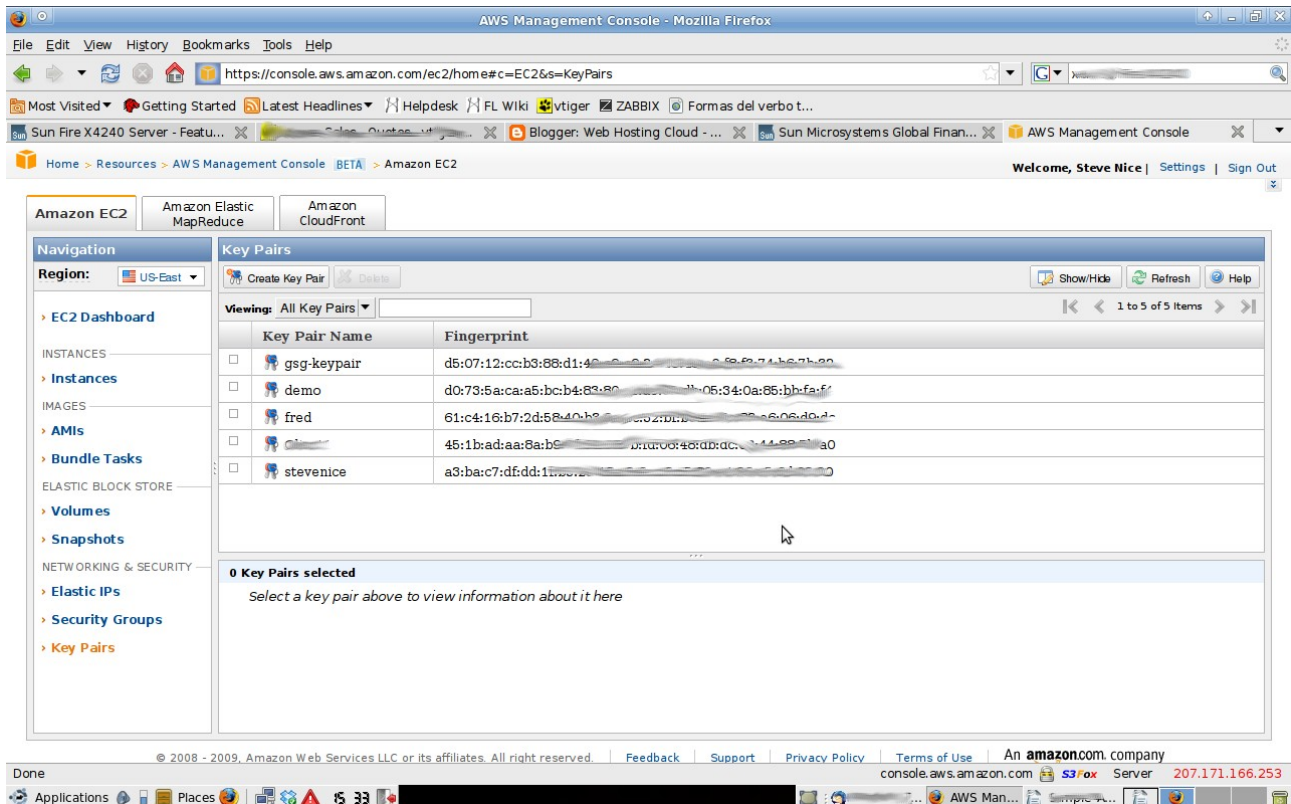 AWS Management Console - Mozilla Firefox
File Edit View History Bookmarks Tools Help
https://console.aws.amazon.com/ec2/home#c=EC2&s=KeyPairs
G
Most Visited Getting Started Latest Headlines Helpdesk FL Wiki vtiger ZABBIX Formas del verbo t...
Sun Fire X4240 Server - Featu... Blogger: Web Hosting Cloud - ... Sun Microsystems Global Finan... AWS Management Console
Home > Resources > AWS Management Console BETA > Amazon EC2
Welcome, Steve Nice | Settings | Sign Out
Amazon EC2
Amazon Elastic MapReduce
Amazon CloudFront
Navigation
Region: US-East
EC2 Dashboard
INSTANCES
Instances
IMAGES
AMIs
Bundle Tasks
ELASTIC BLOCK STORE
Volumes
Snapshots
NETWORKING & SECURITY
Elastic IPs
Security Groups
Key Pairs
Key Pairs
Create Key Pair Delete Show/Hide Refresh Help
Viewing: All Key Pairs 1 to 5 of 5 Items
Key Pair Name Fingerprint
gsg-keypair d5:07:12:cc:b3:88:d1
demo d0:73:5a:ca:a5:bc:b4:83 05:34:0a:85:bb:fa
fred 61:c4:16:b7:2d:58
45:1b:ad:aa:8a
stevenice a3:ba:c7:df:dd
0 Key Pairs selected
Select a key pair above to view information about it here
© 2008 - 2009, Amazon Web Services LLC or its affiliates. All right reserved. Feedback Support Privacy Policy Terms of Use An amazon.com. company
Done console.aws.amazon.com S3Fox Server 207.171.166.253
Applications Places 15 33 AWS Man...